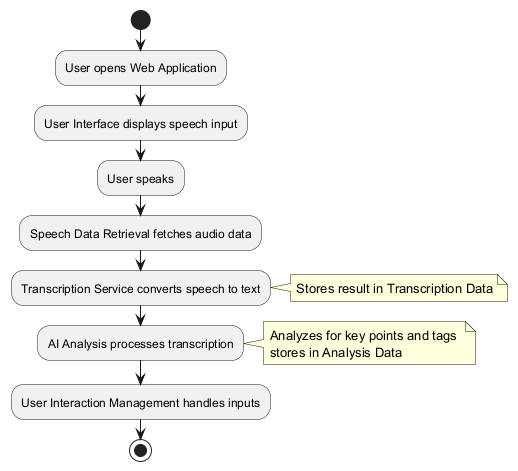 User opens Web Application
User Interface displays speech input
User speaks
Speech Data Retrieval fetches audio data
Transcription Service converts speech to text
Stores result in Transcription Data
AI Analysis processes transcription
Analyzes for key points and tags
stores in Analysis Data
User Interaction Management handles inputs